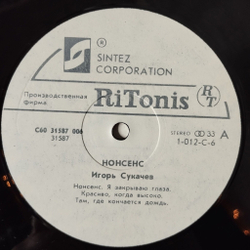 ®
SINTEZ
CORPORATION
Производственная
фирма
RiTonis
RT
C60 31587 006
31587
STEREO 33 A
1-012-C-6
НОНСЕНС
Игорь Сукачев
Нонсенс. Я закрываю глаза.
Красиво, когда высоко.
Там, где кончается дождь.